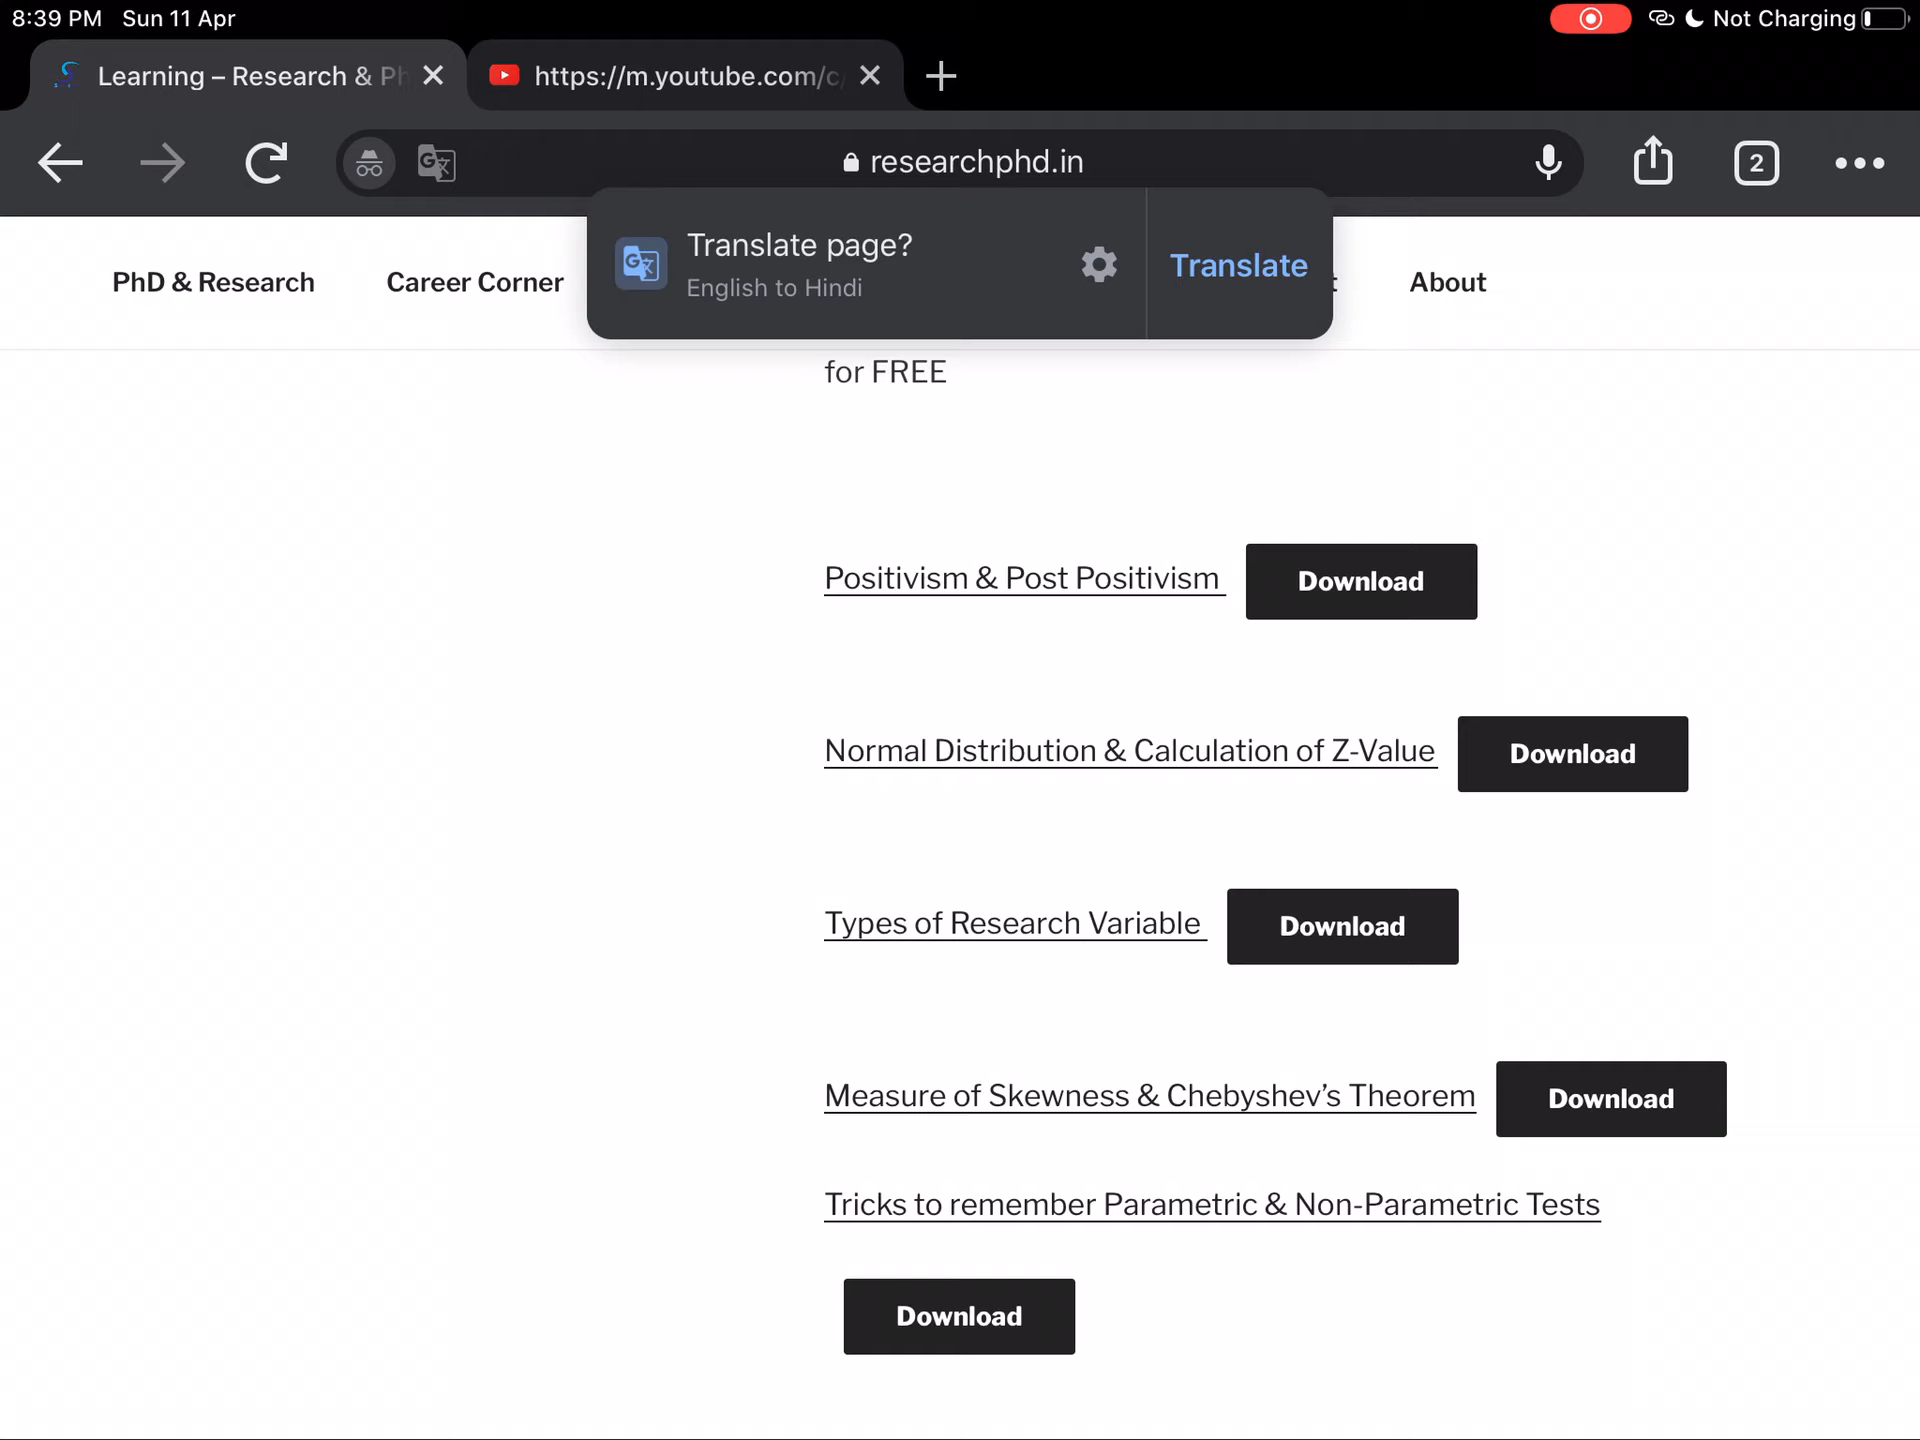 8:39 PM Sun 11 Apr
Not Charging
Learning – Research & Ph
https://m.youtube.com/c/
researchphd.in
2
Translate page?
English to Hindi
Translate
PhD & Research
Career Corner
About
for FREE
Positivism & Post Positivism
Download
Normal Distribution & Calculation of Z-Value
Download
Types of Research Variable
Download
Measure of Skewness & Chebyshev’s Theorem
Download
Tricks to remember Parametric & Non-Parametric Tests
Download